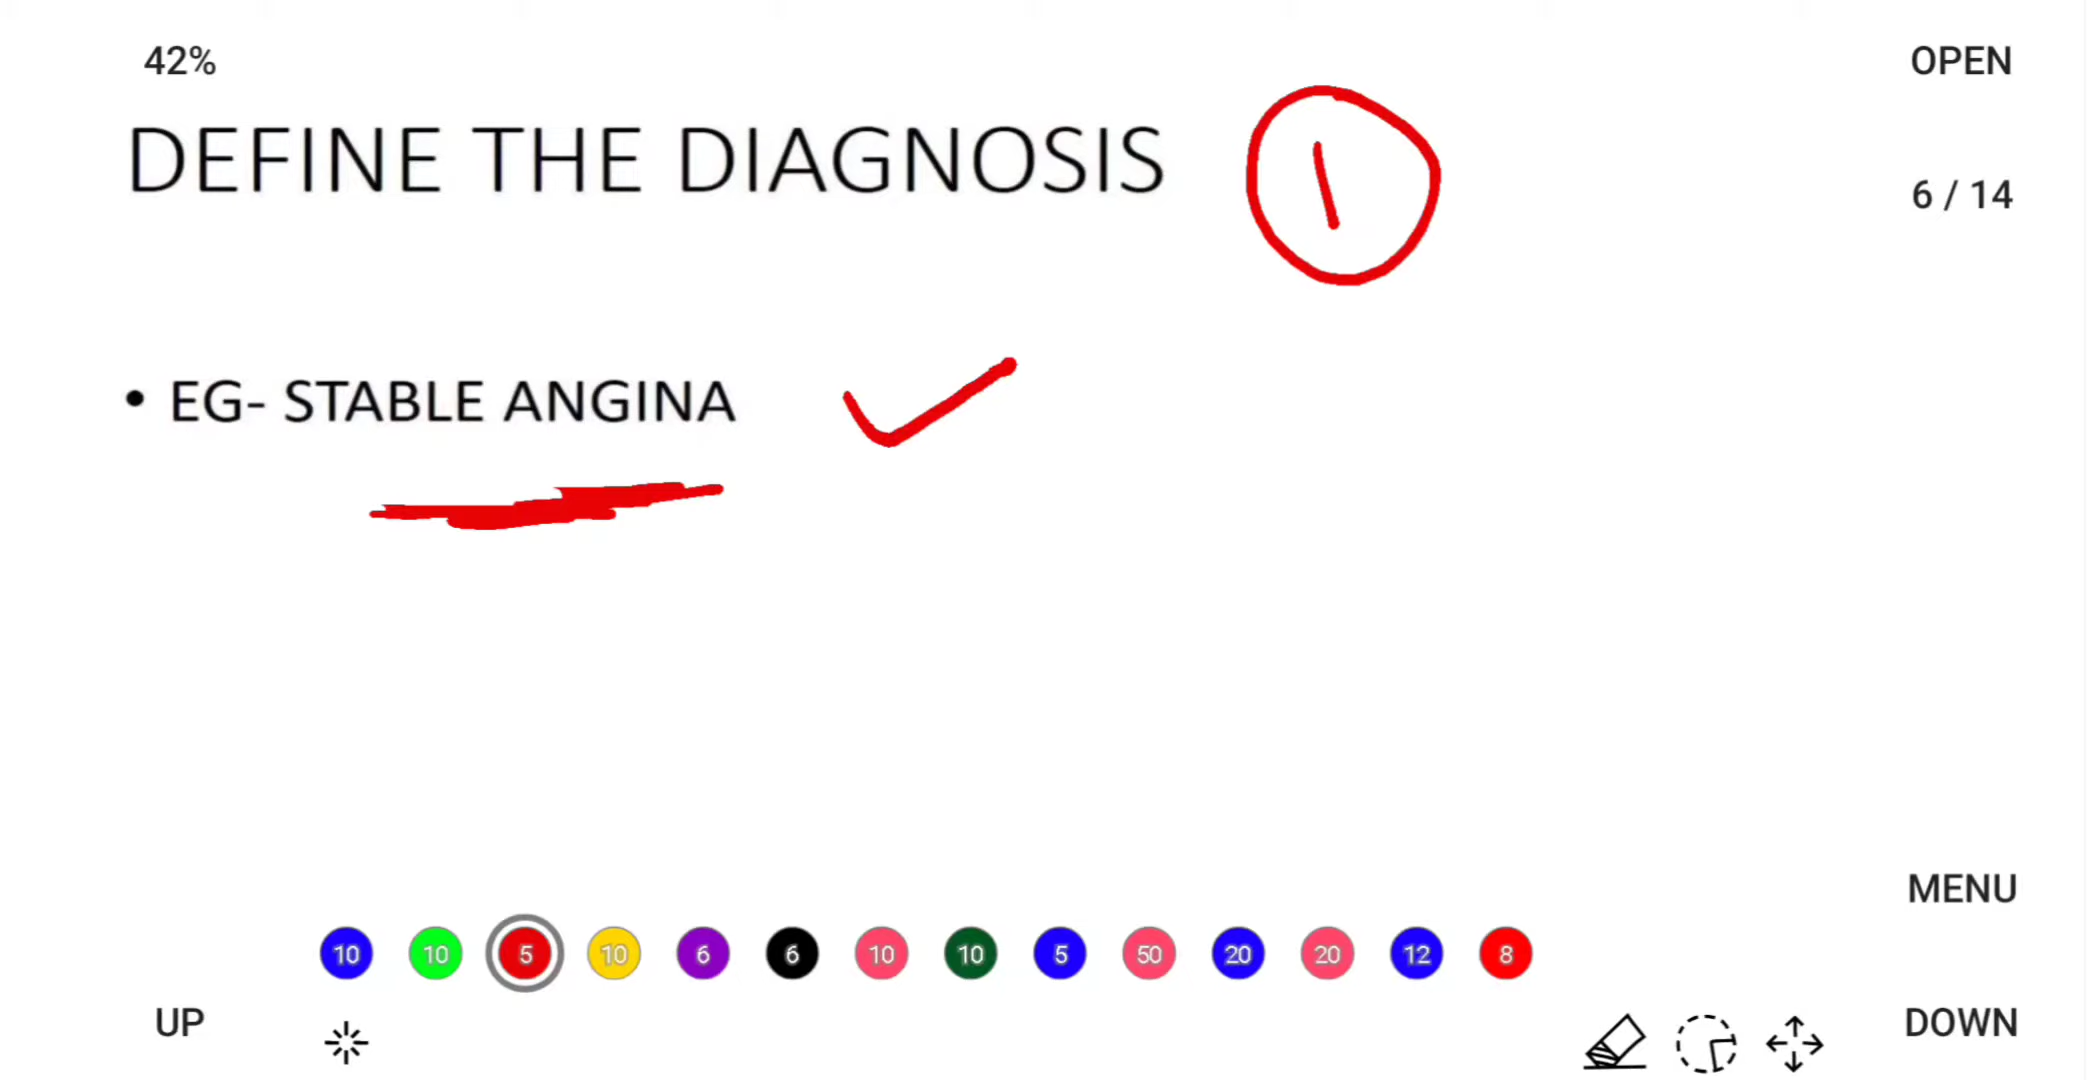 42%
OPEN
DEFINE THE DIAGNOSIS
1
6 / 14
• EG- STABLE ANGINA
MENU
10 10 5 10 6 6 10 10 5 50 20 20 12 8
UP
DOWN